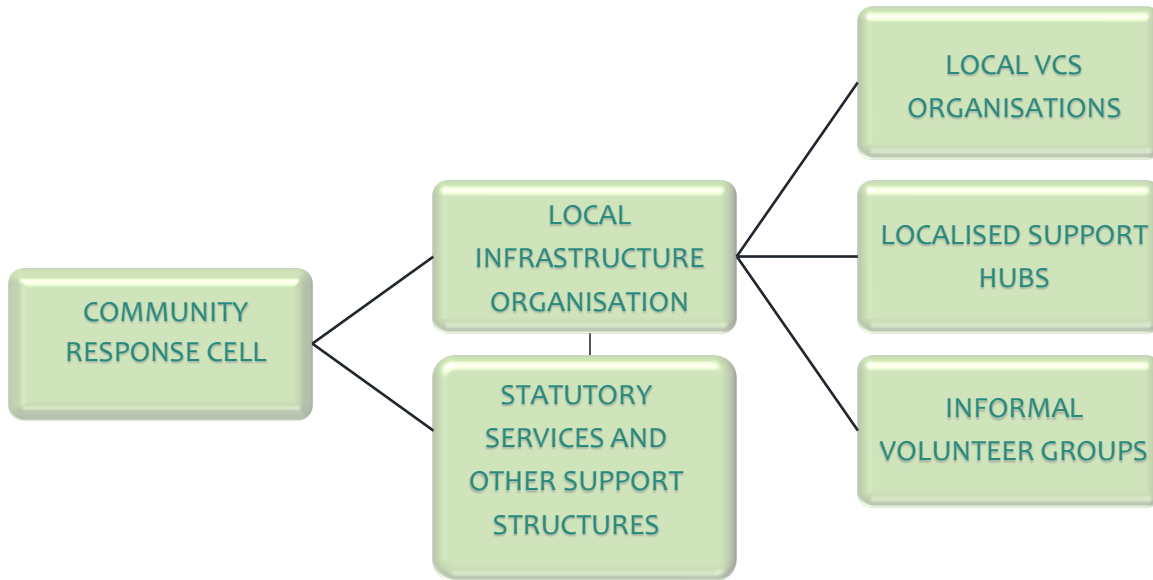 COMMUNITY
RESPONSE CELL
LOCAL
INFRASTRUCTURE
ORGANISATION
STATUTORY
SERVICES AND
OTHER SUPPORT
STRUCTURES
LOCAL VCS
ORGANISATIONS
LOCALISED SUPPORT
HUBS
INFORMAL
VOLUNTEER GROUPS